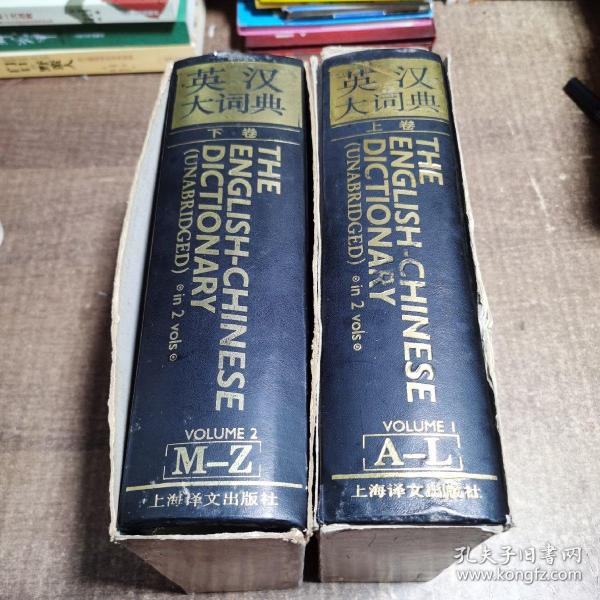 英汉
大词典
下卷
THE
ENGLISH-CHINESE
DICTIONARY
(UNABRIDGED) in 2 vols
VOLUME 2
M–Z
上海译文出版社
英汉
大词典
上卷
THE
ENGLISH-CHINESE
DICTIONARY
(UNABRIDGED) in 2 vols
VOLUME 1
A–L
上海译文出版社
孔夫子旧书网
www.kongfz.com